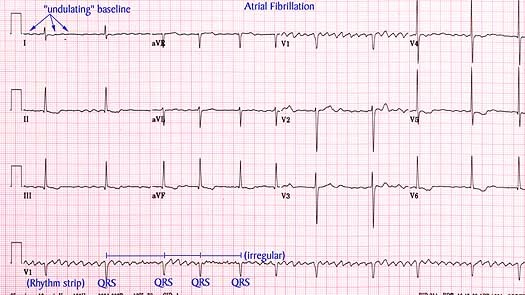 "undulating" baseline
Atrial Fibrillation
I
aVR
V1
V4
II
aVL
V2
V5
III
aVF
V3
V6
(irregular)
V1
(Rhythm strip)
QRS
QRS
QRS
QRS